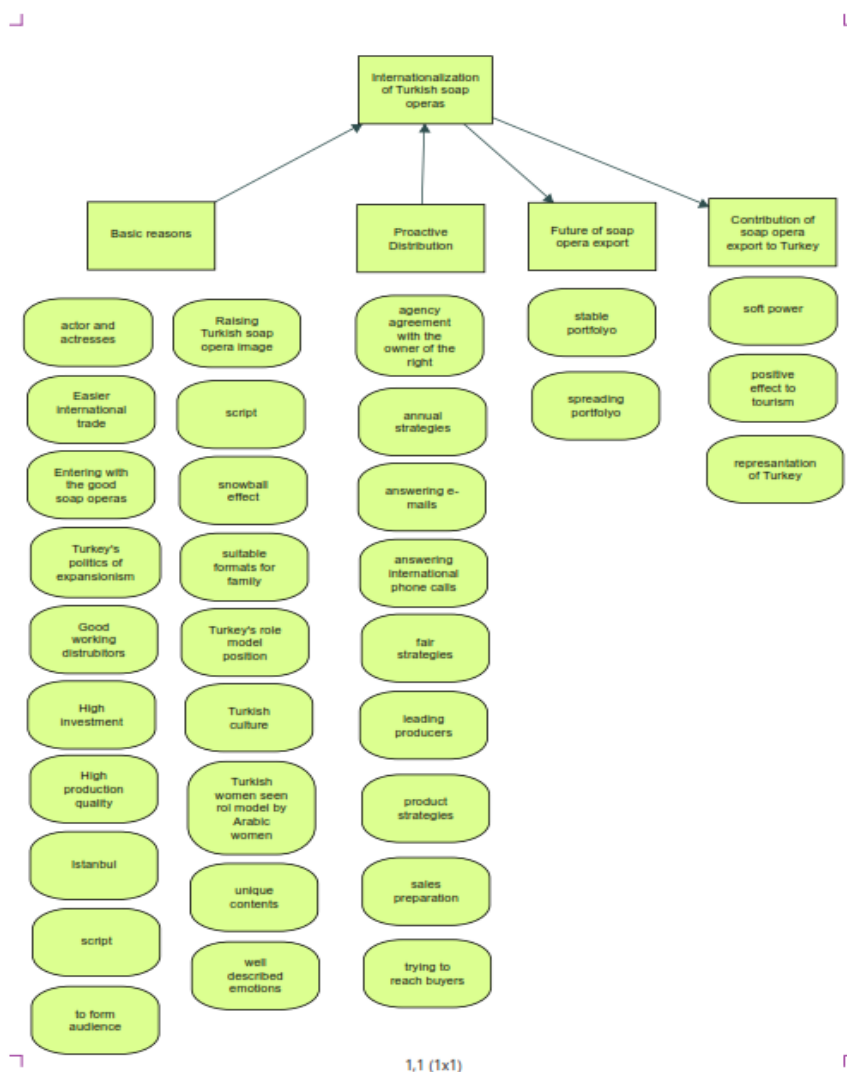 Internationalization
of Turkish soap
operas
Basic reasons
Proactive
Distribution
Future of soap
opera export
Contribution of
soap opera
export to Turkey
actor and
actresses
Easier
international
trade
Entering with
the good
soap operas
Turkey's
politics of
expansionism
Good
working
distrubitors
High
investment
High
production
quality
Istanbul
script
to form
audience
Raising
Turkish soap
opera image
script
snowball
effect
suitable
formats for
family
Turkey's role
model
position
Turkish
culture
Turkish
women seen
rol model by
Arabic
women
unique
contents
well
described
emotions
agency
agreement
with the
owner of the
right
annual
strategies
answering e-
mails
answering
international
phone calls
fair
strategies
leading
producers
product
strategies
sales
preparation
trying to
reach buyers
stable
portfolyo
spreading
portfolyo
soft power
positive
effect to
tourism
represantation
of Turkey
1,1 (1x1)